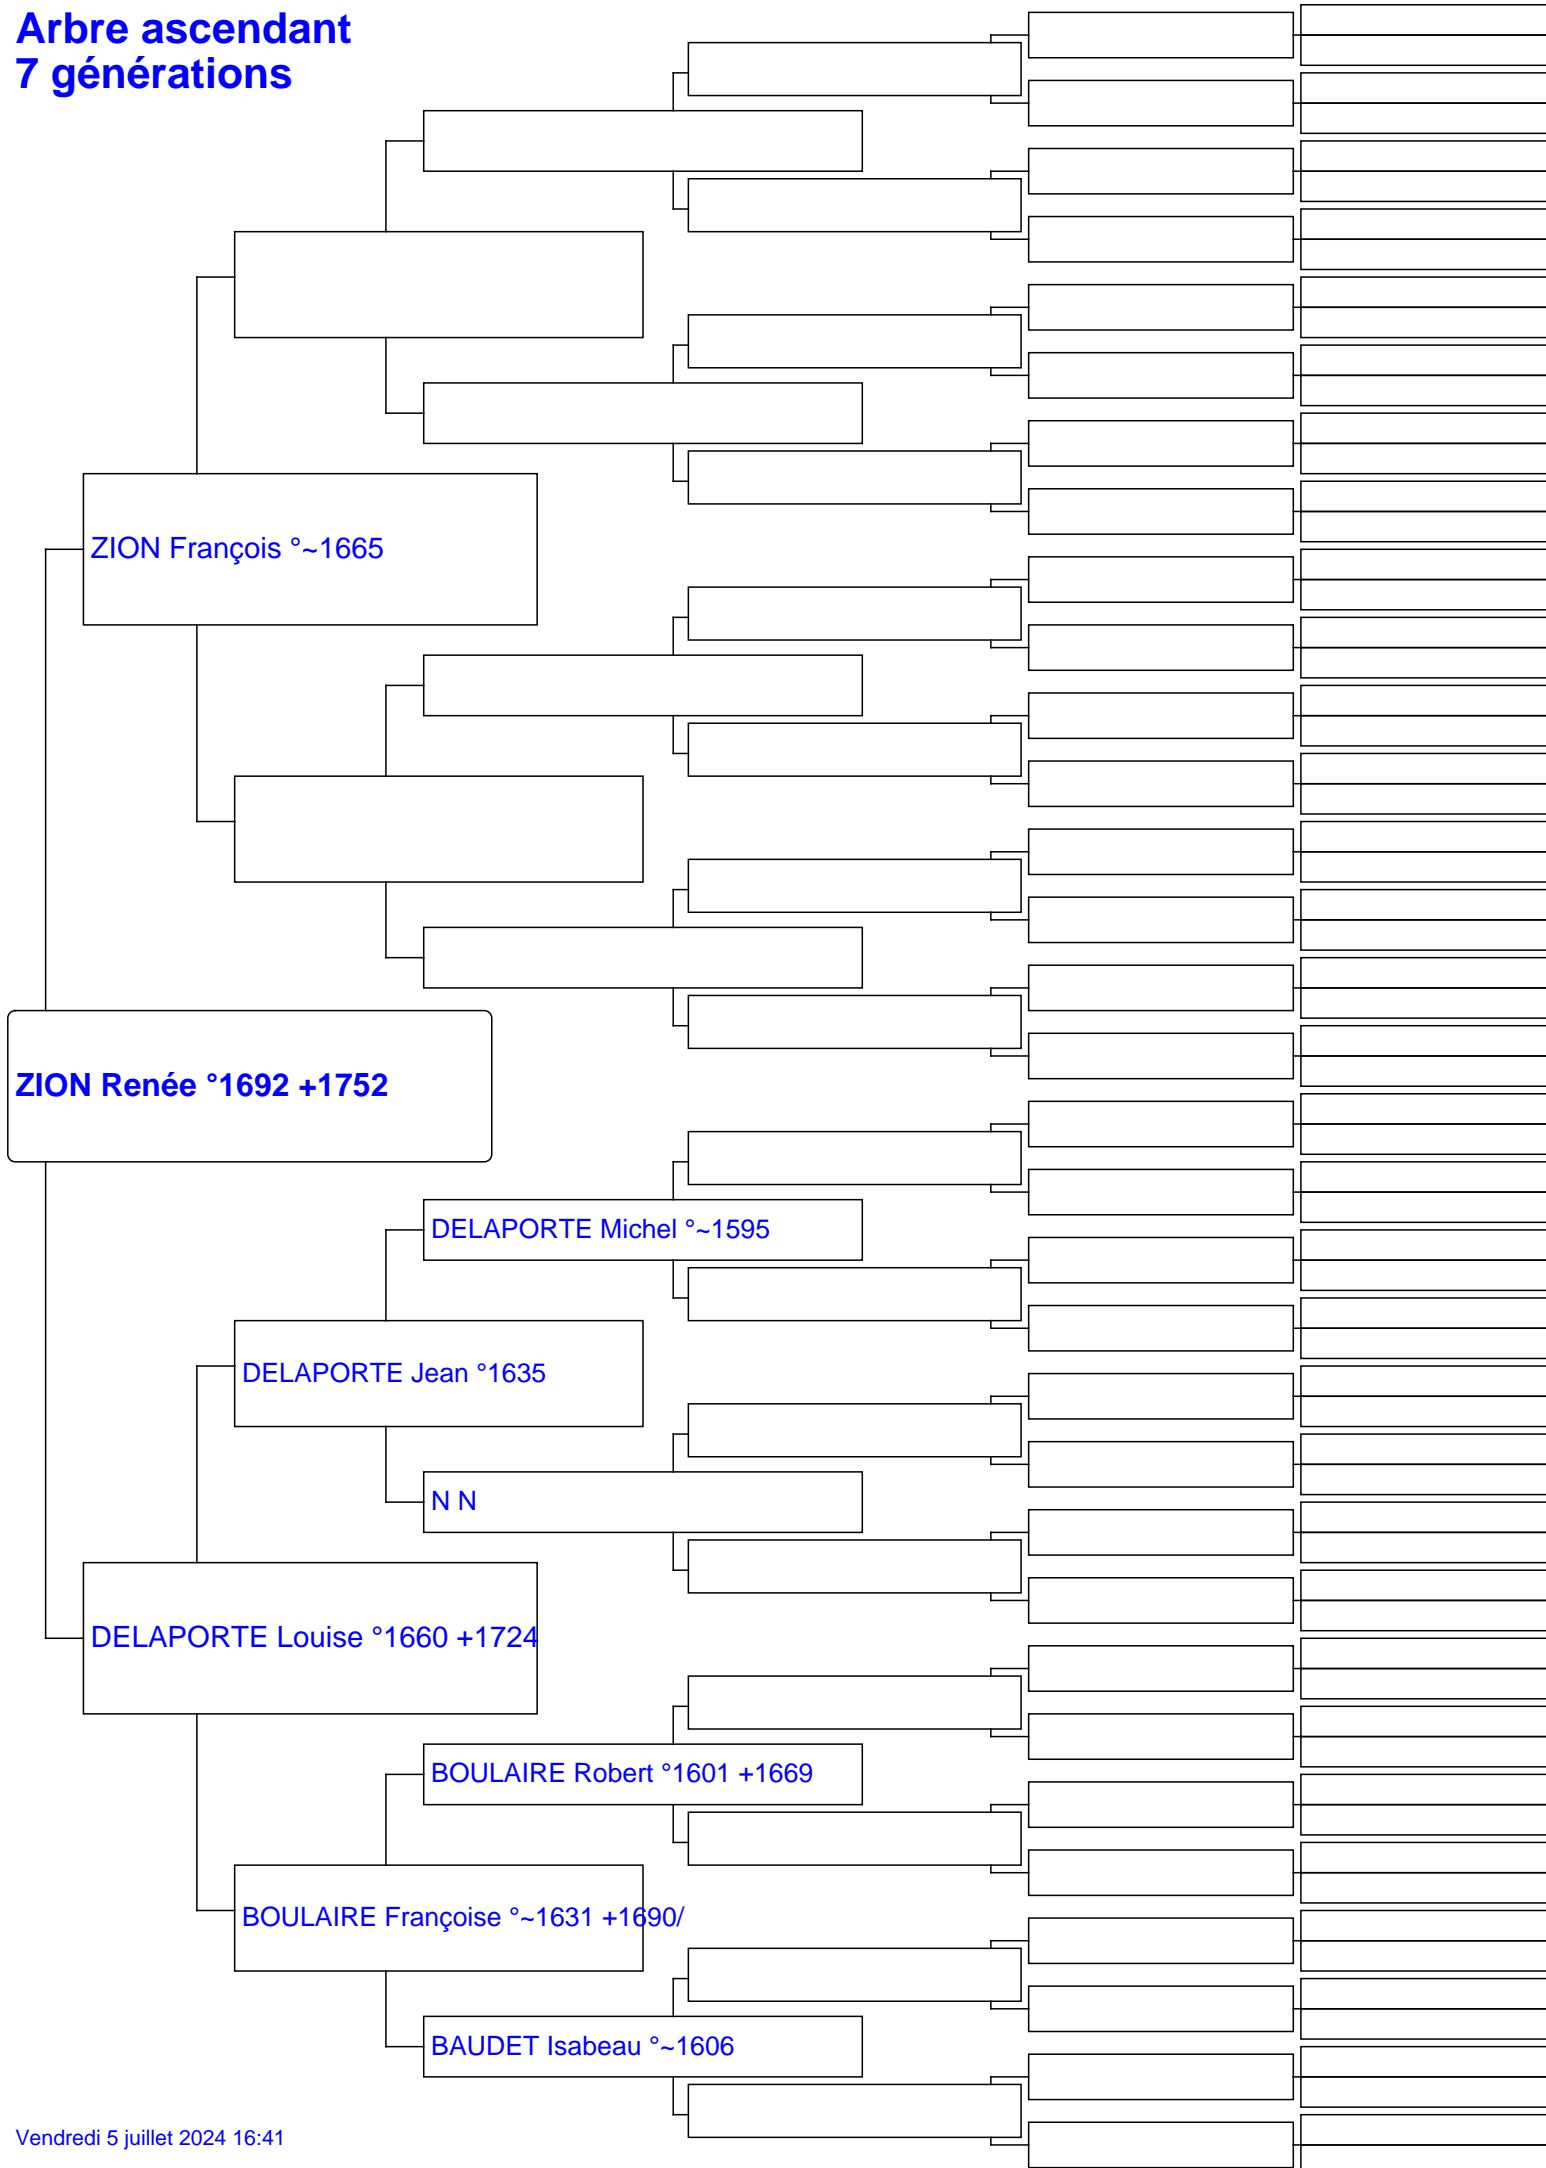 Arbre ascendant
7 générations
ZION François °~1665
ZION Renée °1692 +1752
DELAPORTE Michel °~1595
DELAPORTE Jean °1635
N N
DELAPORTE Louise °1660 +1724
BOULAIRE Robert °1601 +1669
BOULAIRE Françoise °~1631 +1690/
BAUDET Isabeau °~1606
Vendredi 5 juillet 2024 16:41